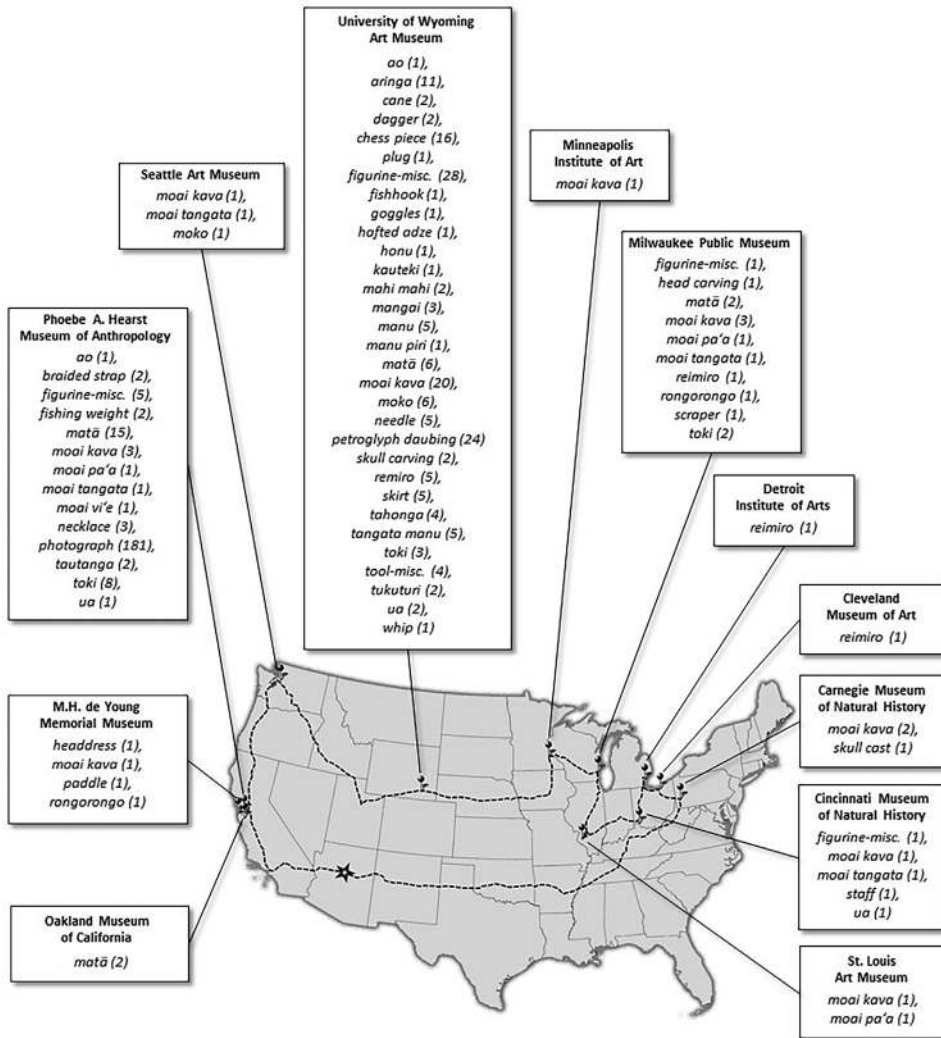 University of Wyoming
Art Museum
ao (1),
aringa (11),
cane (2),
dagger (2),
chess piece (16),
plug (1),
figurine-misc. (28),
fishhook (1),
goggles (1),
hafted adze (1),
honu (1),
kauteki (1),
mahi mahi (2),
mangai (3),
manu (5),
manu piri (1),
matā (6),
moai kava (20),
moko (6),
needle (5),
petroglyph daubing (24)
skull carving (2),
remiro (5),
skirt (5),
tahonga (4),
tangata manu (5),
toki (3),
tool-misc. (4),
tukuturi (2),
ua (2),
whip (1)
Minneapolis
Institute of Art
moai kava (1)
Seattle Art Museum
moai kava (1),
moai tangata (1),
moko (1)
Milwaukee Public Museum
figurine-misc. (1),
head carving (1),
matā (2),
moai kava (3),
moai pa‘a (1),
moai tangata (1),
reimiro (1),
rongorongo (1),
scraper (1),
toki (2)
Phoebe A. Hearst
Museum of Anthropology
ao (1),
braided strap (2),
figurine-misc. (5),
fishing weight (2),
matā (15),
moai kava (3),
moai pa‘a (1),
moai tangata (1),
moai vi‘e (1),
necklace (3),
photograph (181),
tautanga (2),
toki (8),
ua (1)
Detroit
Institute of Arts
reimiro (1)
Cleveland
Museum of Art
reimiro (1)
M.H. de Young
Memorial Museum
headdress (1),
moai kava (1),
paddle (1),
rongorongo (1)
Carnegie Museum
of Natural History
moai kava (2),
skull cast (1)
Cincinnati Museum
of Natural History
figurine-misc. (1),
moai kava (1),
moai tangata (1),
staff (1),
ua (1)
Oakland Museum
of California
matā (2)
St. Louis
Art Museum
moai kava (1),
moai pa‘a (1)